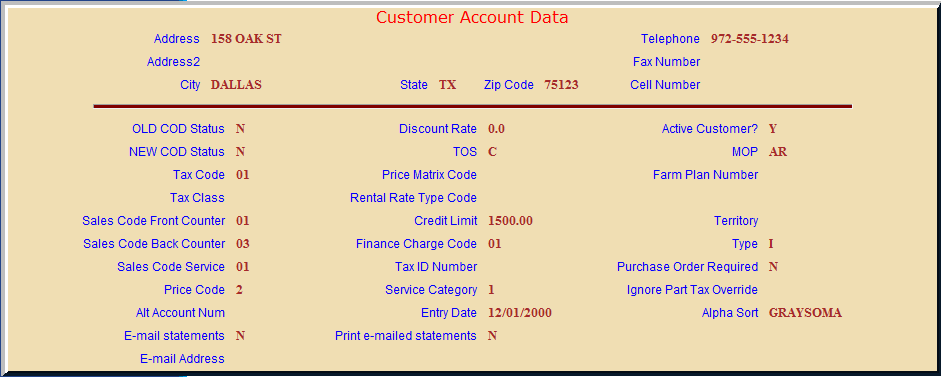 Customer Account Data
Address 158 OAK ST Telephone 972-555-1234
Address2 Fax Number
City DALLAS State TX Zip Code 75123 Cell Number
OLD COD Status N Discount Rate 0.0 Active Customer? Y
NEW COD Status N TOS C MOP AR
Tax Code 01 Price Matrix Code Farm Plan Number
Tax Class Rental Rate Type Code
Sales Code Front Counter 01 Credit Limit 1500.00 Territory
Sales Code Back Counter 03 Finance Charge Code 01 Type I
Sales Code Service 01 Tax ID Number Purchase Order Required N
Price Code 2 Service Category 1 Ignore Part Tax Override
Alt Account Num Entry Date 12/01/2000 Alpha Sort GRAYSOMA
E-mail statements N Print e-mailed statements N
E-mail Address